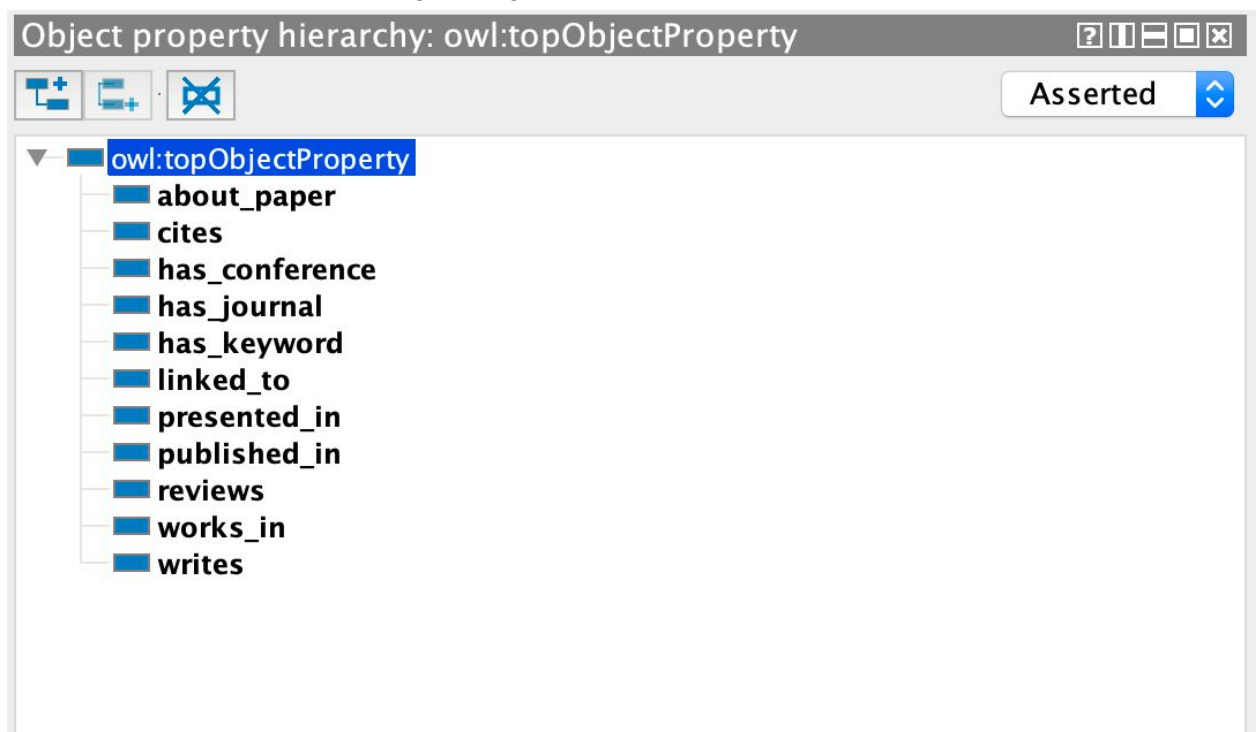 Object property hierarchy: owl:topObjectProperty
Asserted
owl:topObjectProperty
about_paper
cites
has_conference
has_journal
has_keyword
linked_to
presented_in
published_in
reviews
works_in
writes